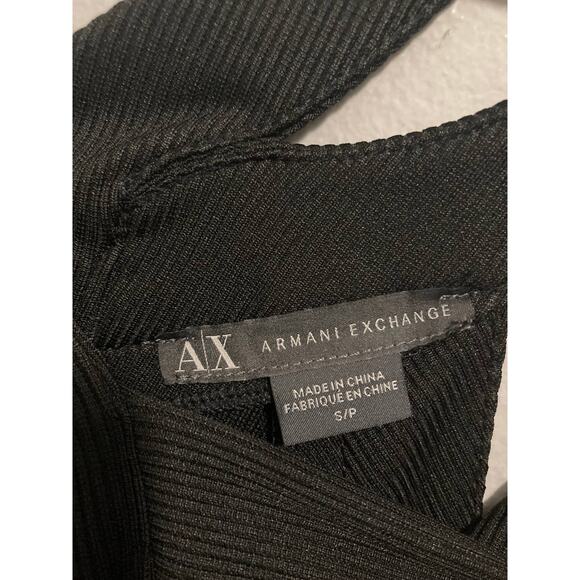 A|X ARMANI EXCHANGE
MADE IN CHINA
FABRIQUÉ EN CHINE
S/P